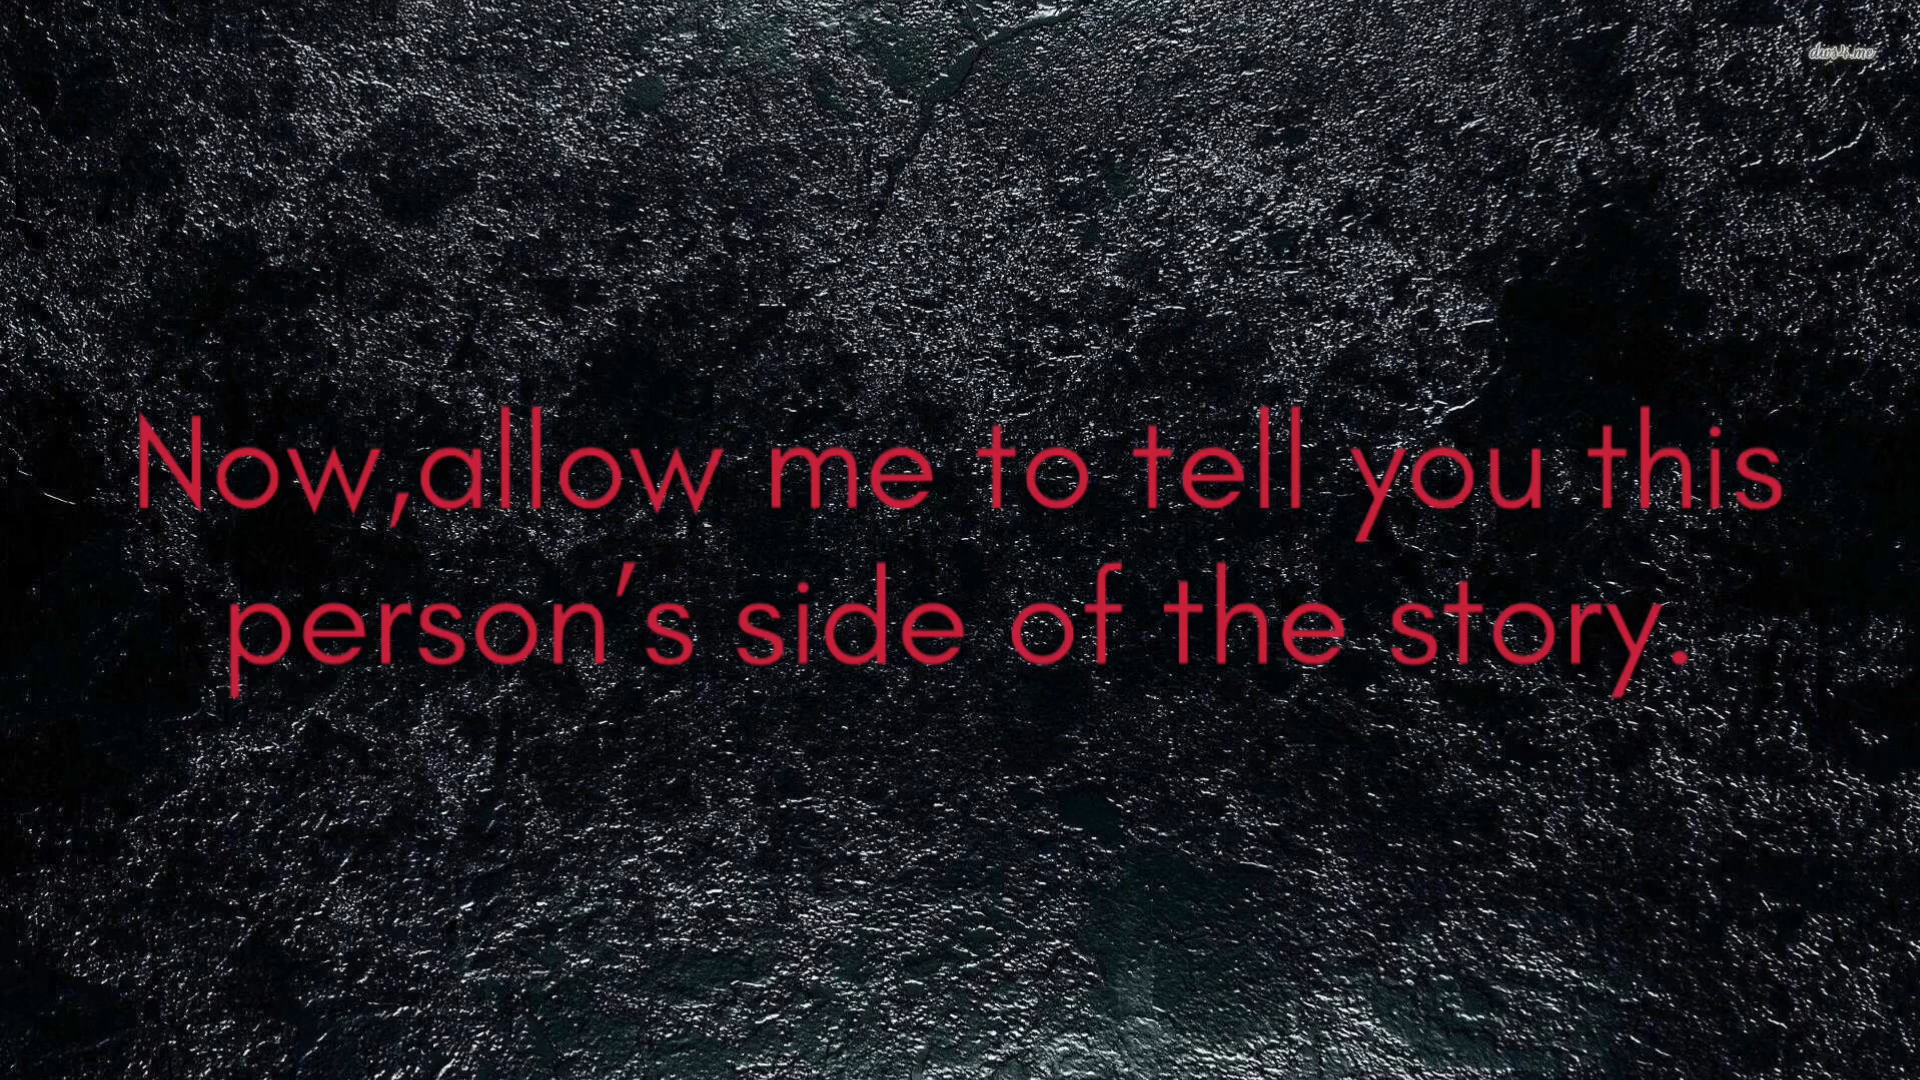 Now,allow me to tell you this
person's side of the story.